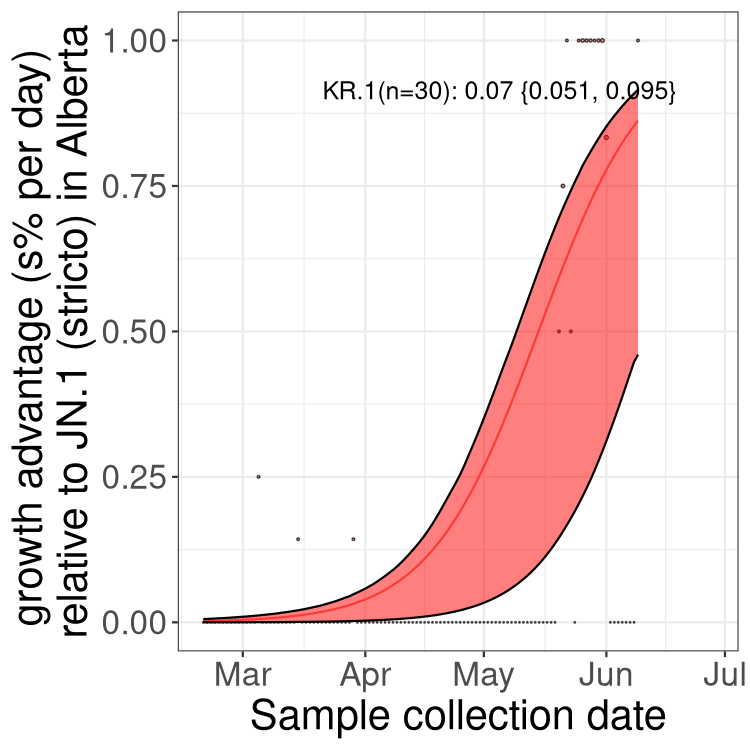 growth advantage (s% per day)
relative to JN.1 (stricto) in Alberta
1.00
0.75
0.50
0.25
0.00
KR.1(n=30): 0.07 {0.051, 0.095}
Mar Apr May Jun Jul
Sample collection date